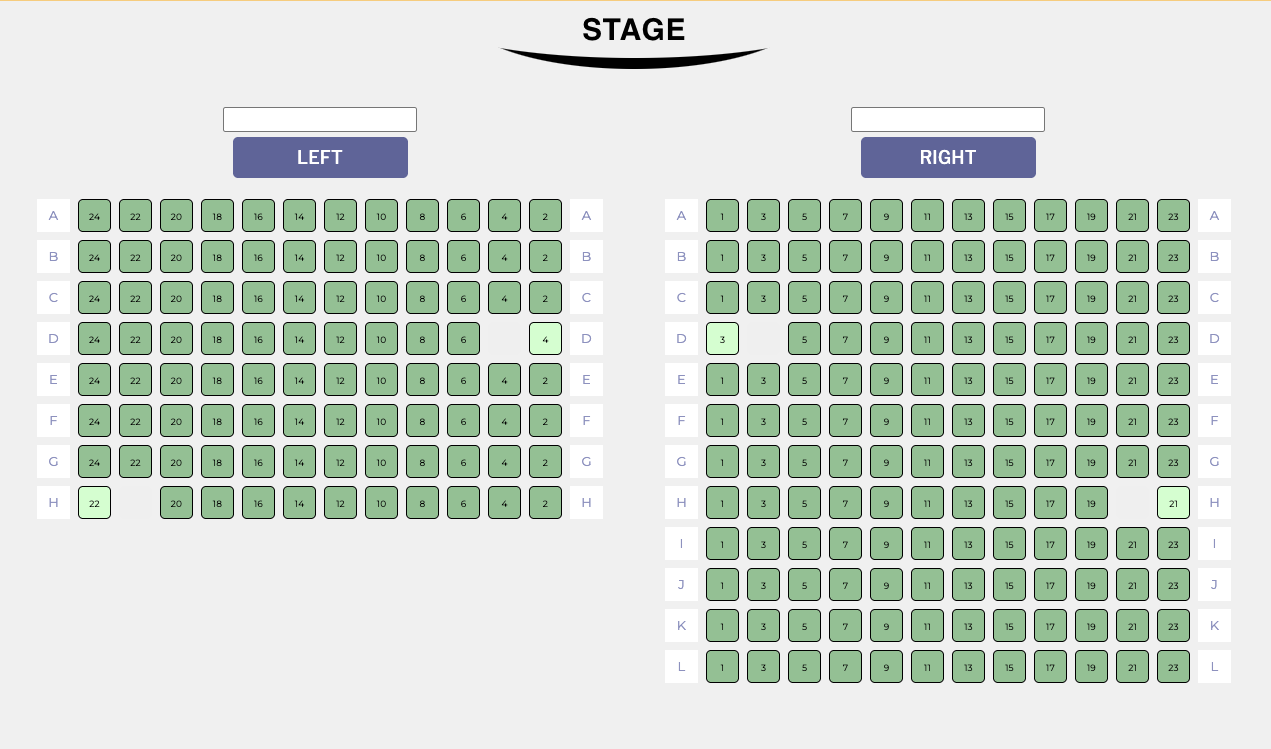 STAGE
LEFT
RIGHT
A 24 22 20 18 16 14 12 10 8 6 4 2 A
B 24 22 20 18 16 14 12 10 8 6 4 2 B
C 24 22 20 18 16 14 12 10 8 6 4 2 C
D 24 22 20 18 16 14 12 10 8 6 4 D
E 24 22 20 18 16 14 12 10 8 6 4 2 E
F 24 22 20 18 16 14 12 10 8 6 4 2 F
G 24 22 20 18 16 14 12 10 8 6 4 2 G
H 22 20 18 16 14 12 10 8 6 4 2 H
A 1 3 5 7 9 11 13 15 17 19 21 23 A
B 1 3 5 7 9 11 13 15 17 19 21 23 B
C 1 3 5 7 9 11 13 15 17 19 21 23 C
D 3 5 7 9 11 13 15 17 19 21 23 D
E 1 3 5 7 9 11 13 15 17 19 21 23 E
F 1 3 5 7 9 11 13 15 17 19 21 23 F
G 1 3 5 7 9 11 13 15 17 19 21 23 G
H 1 3 5 7 9 11 13 15 17 19 21 H
I 1 3 5 7 9 11 13 15 17 19 21 23 I
J 1 3 5 7 9 11 13 15 17 19 21 23 J
K 1 3 5 7 9 11 13 15 17 19 21 23 K
L 1 3 5 7 9 11 13 15 17 19 21 23 L